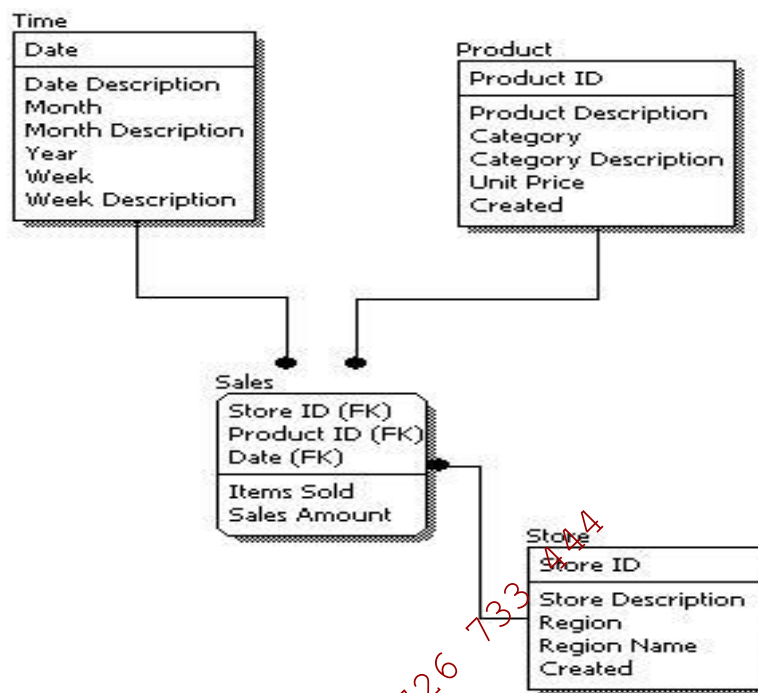 Time
Date
Date Description
Month
Month Description
Year
Week
Week Description
Product
Product ID
Product Description
Category
Category Description
Unit Price
Created
Sales
Store ID (FK)
Product ID (FK)
Date (FK)
Items Sold
Sales Amount
Store
Store ID
Store Description
Region
Region Name
Created
733 444